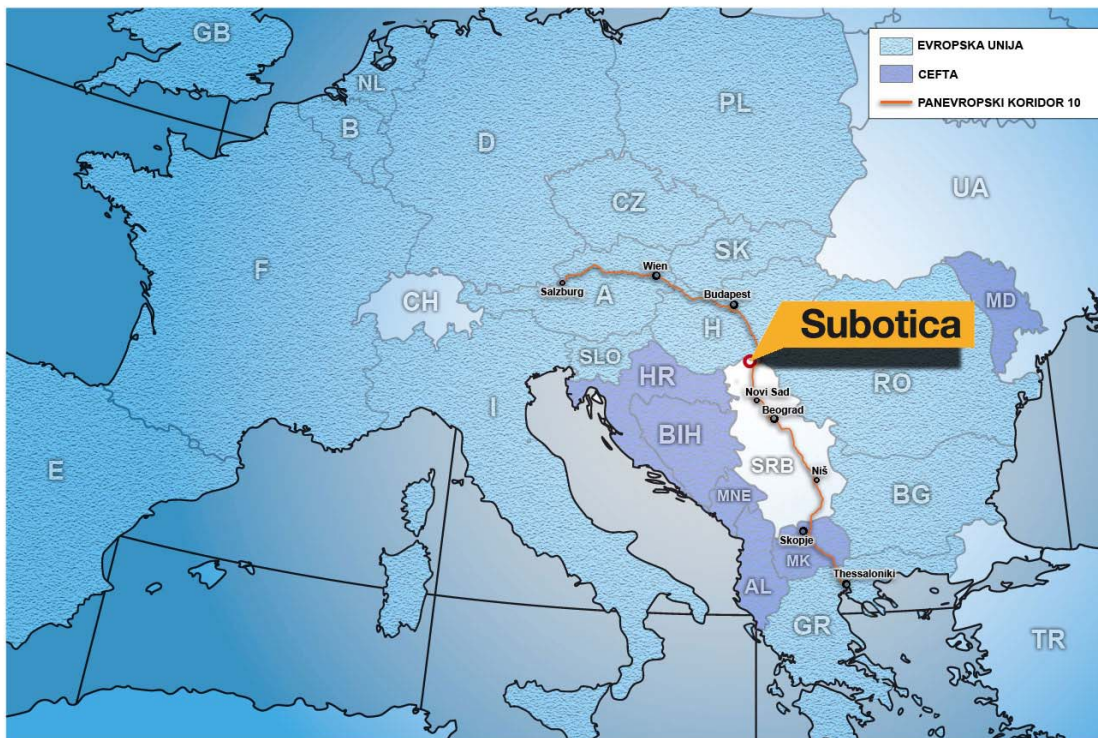 GB
EVROPSKA UNIJA
CEFTA
PANEVROPSKI KORIDOR 10
NL
B
D
PL
UA
CZ
F
SK
Wien
A
Salzburg
CH
Budapest
MD
H
Subotica
SLO
HR
RO
I
Novi Sad
Beograd
BIH
E
SRB
Niš
BG
MNE
Skopje
MK
Thessaloniki
AL
GR
TR